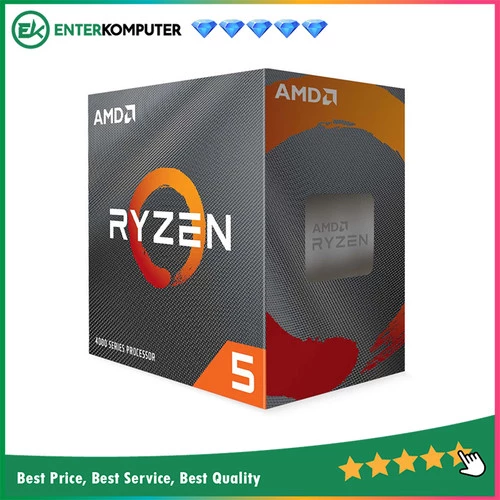 ENTERKOMPUTER
AMD
RYZEN
4000 SERIES PROCESSOR
5
AMD
AMD
RYZEN
Best Price, Best Service, Best Quality